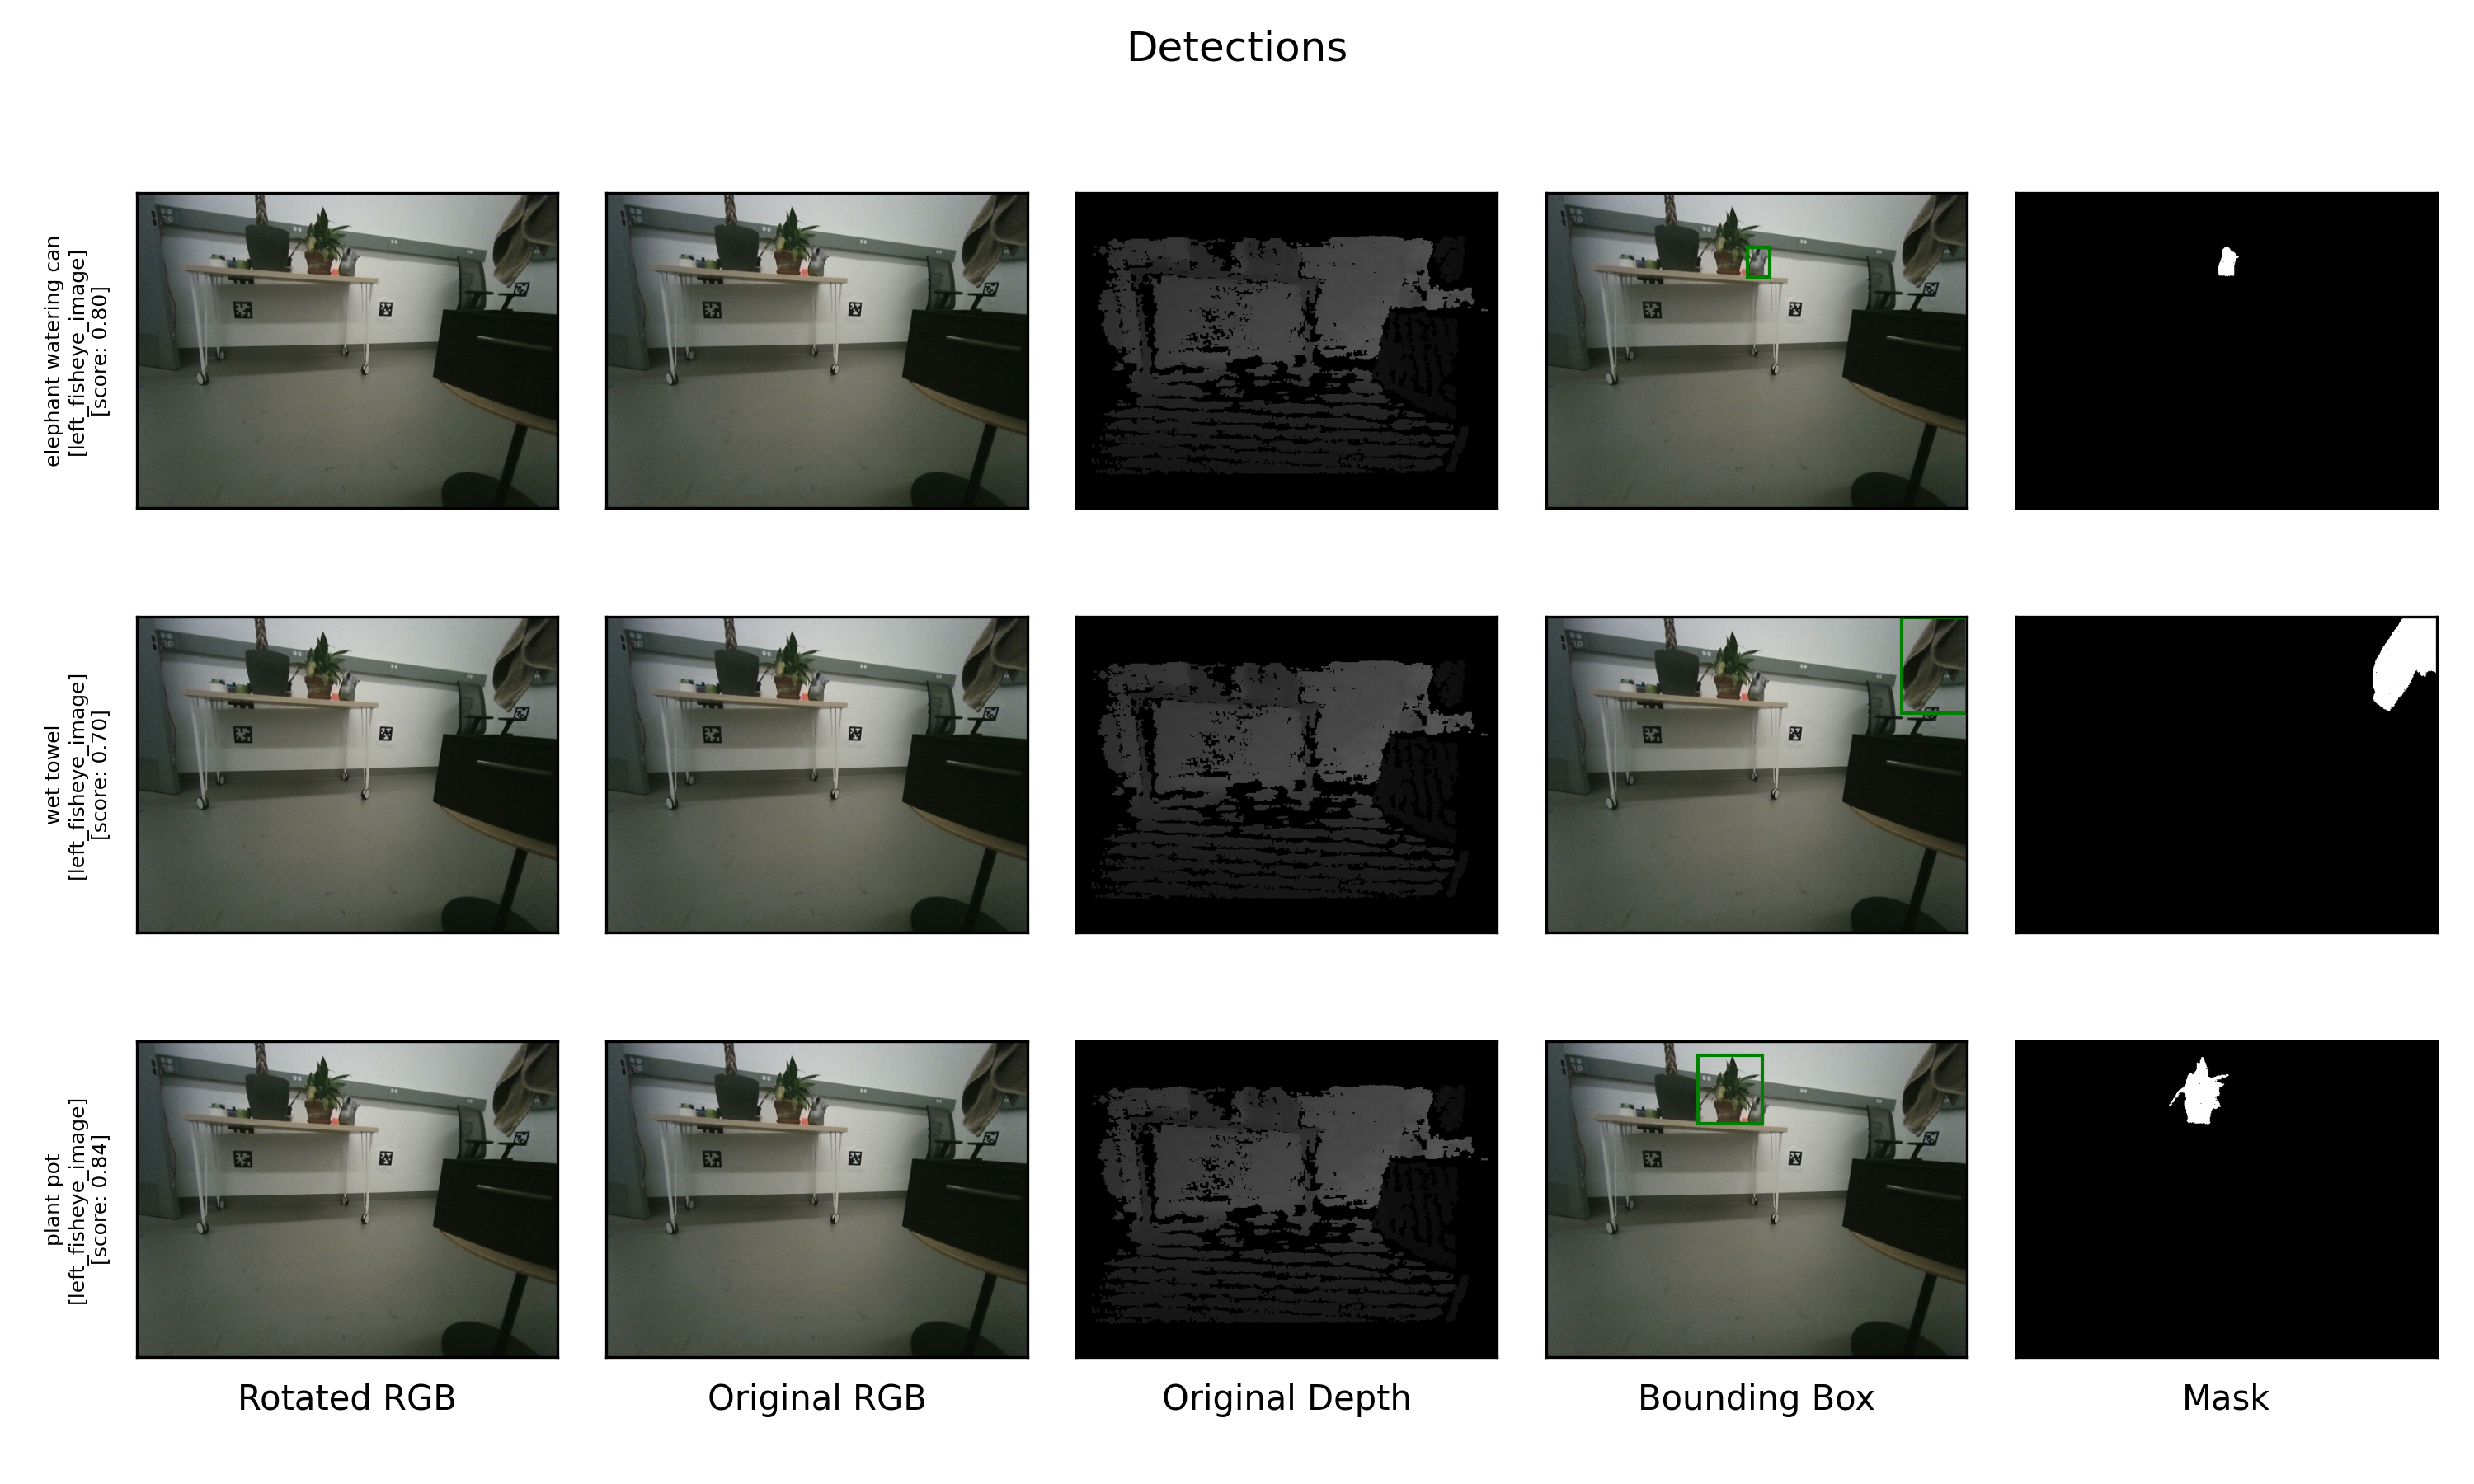 Detections
elephant watering can
[left_fisheye_image]
[score: 0.80]
wet towel
[left_fisheye_image]
[score: 0.70]
plant pot
[left_fisheye_image]
[score: 0.84]
Rotated RGB
Original RGB
Original Depth
Bounding Box
Mask